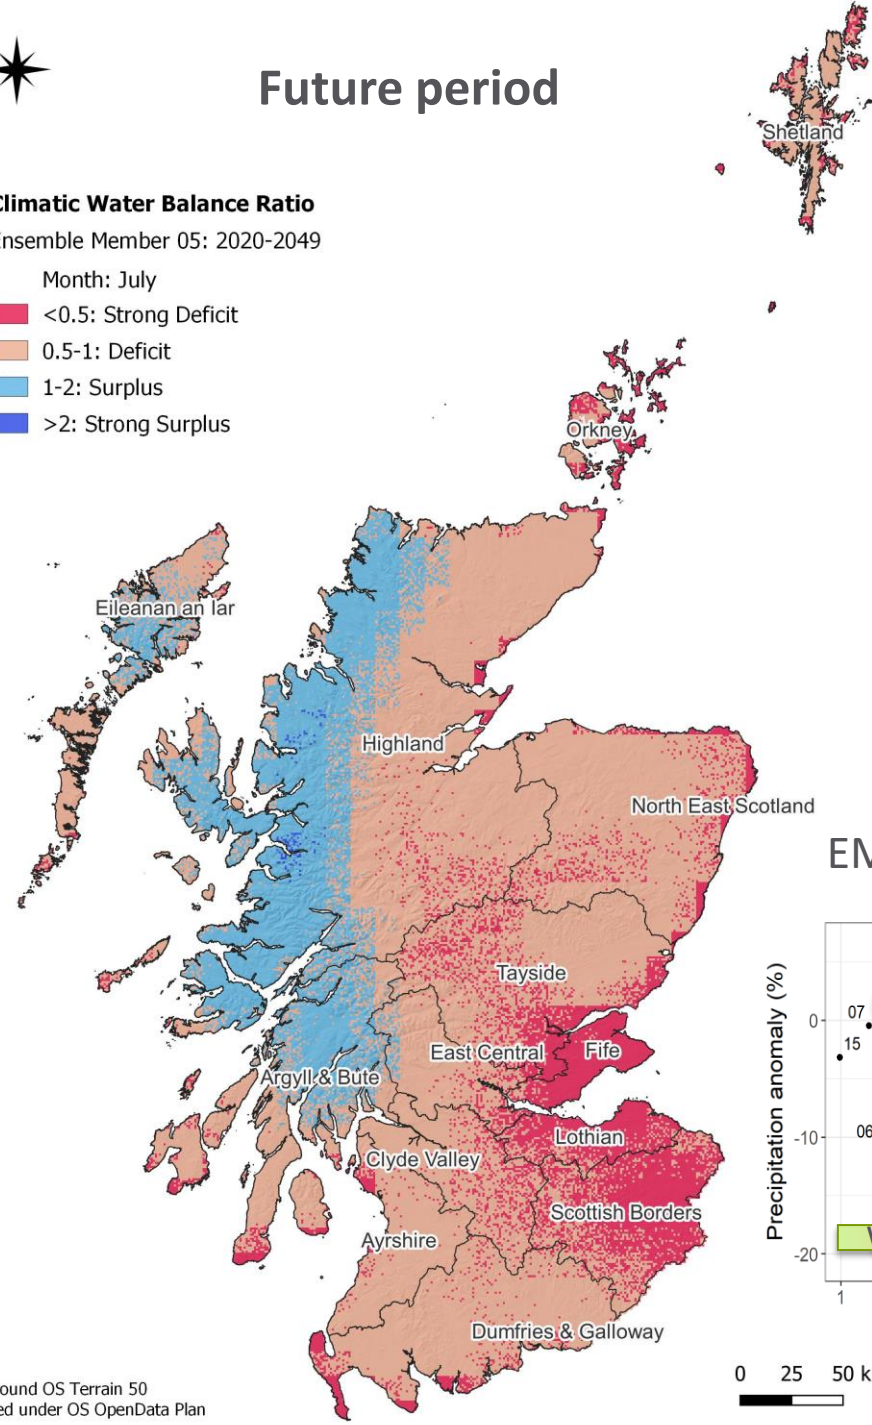 Future period
Shetland
Climatic Water Balance Ratio
Ensemble Member 05: 2020-2049
Month: July
<0.5: Strong Deficit
0.5-1: Deficit
1-2: Surplus
>2: Strong Surplus
Orkney
Eileanan an Iar
Highland
North East Scotland
EM
Tayside
Precipitation anomaly (%)
0
07
15
East Central
Fife
Argyll & Bute
06
-10
Lothian
Clyde Valley
Scottish Borders
Ayrshire
-20
1
Dumfries & Galloway
0 25 50 k
ound OS Terrain 50
ed under OS OpenData Plan